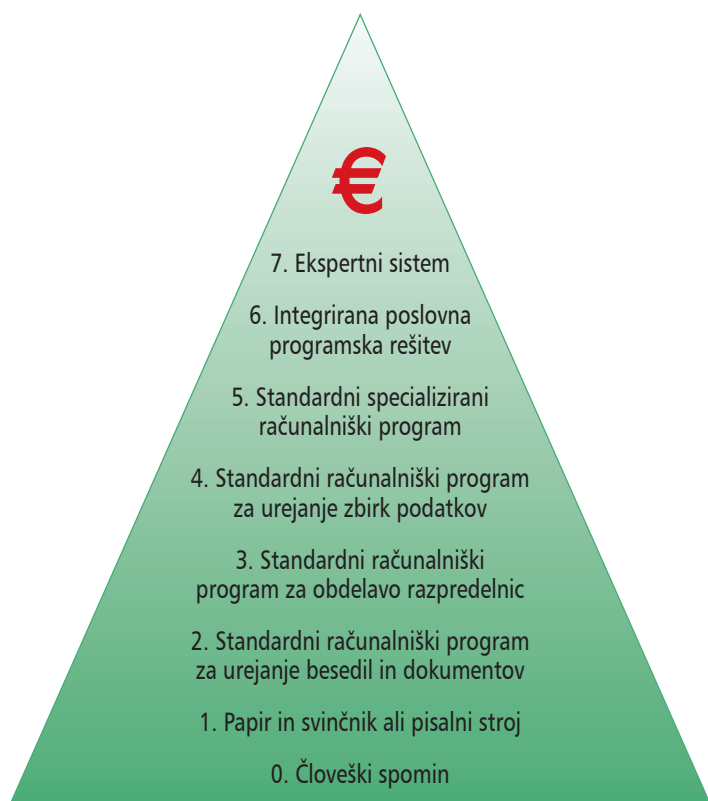 €
7. Ekspertni sistem
6. Integrirana poslovna
programska rešitev
5. Standardni specializirani
računalniški program
4. Standardni računalniški program
za urejanje zbirk podatkov
3. Standardni računalniški
program za obdelavo razpredelnic
2. Standardni računalniški program
za urejanje besedil in dokumentov
1. Papir in svinčnik ali pisalni stroj
0. Človeški spomin